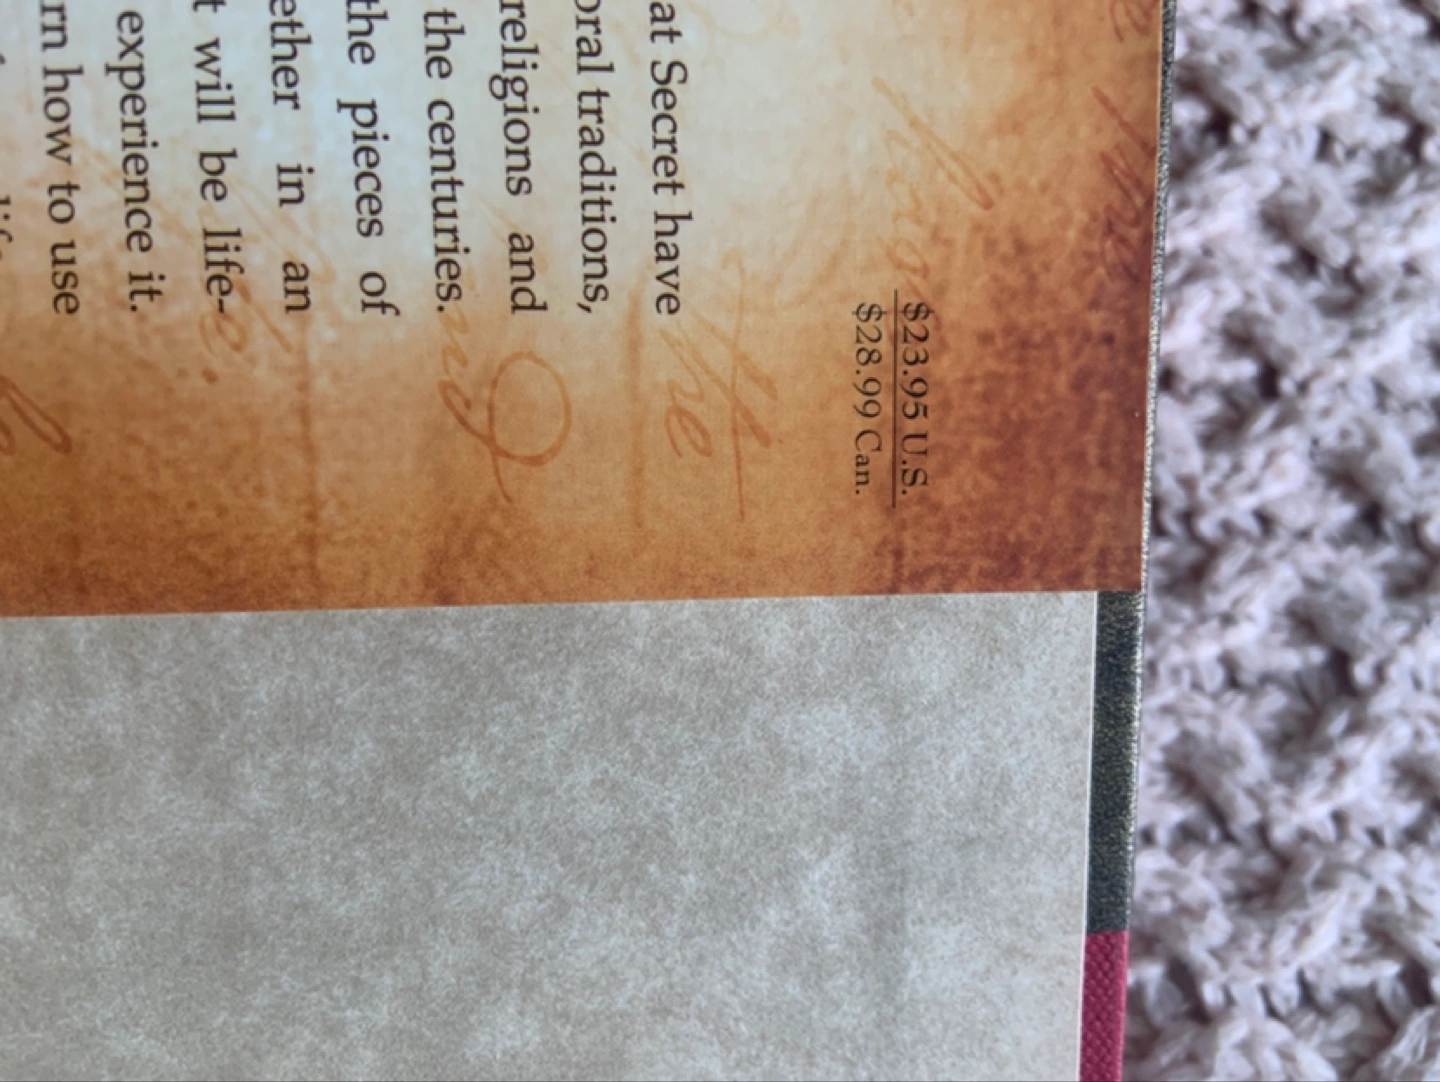 $23.95 U.S.
$28.99 Can.
at Secret have
oral traditions,
religions and
the centuries.
the pieces of
ether in an
t will be life-
experience it.
rn how to use